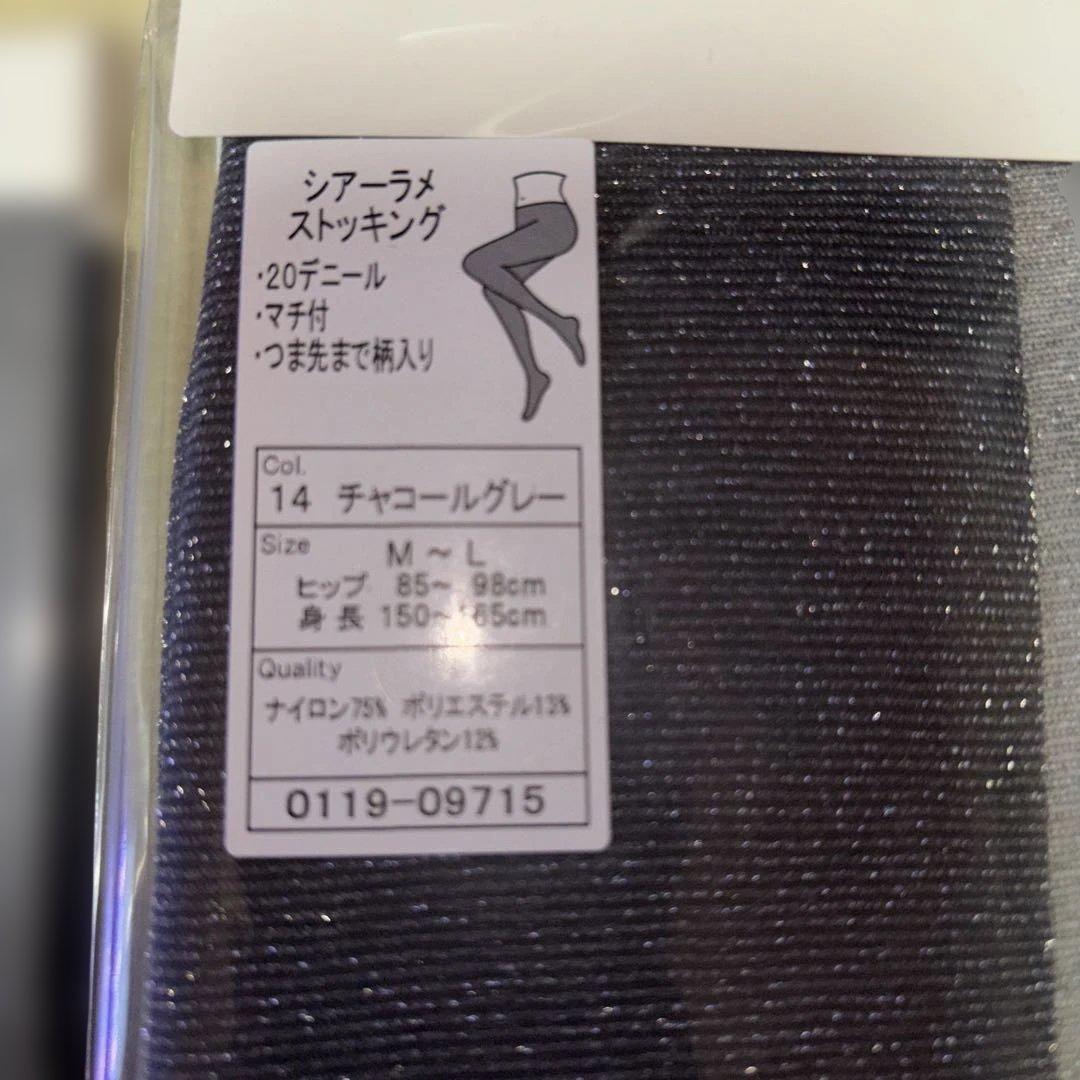 シアーラメ
ストッキング
・20デニール
・マチ付
・つま先まで柄入り
Col.
14 チャコールグレー
Size
M ~ L
ヒップ 85~ 98cm
身長 150~165cm
Quality
ナイロン75% ポリエステル13%
ポリウレタン12%
0119-09715